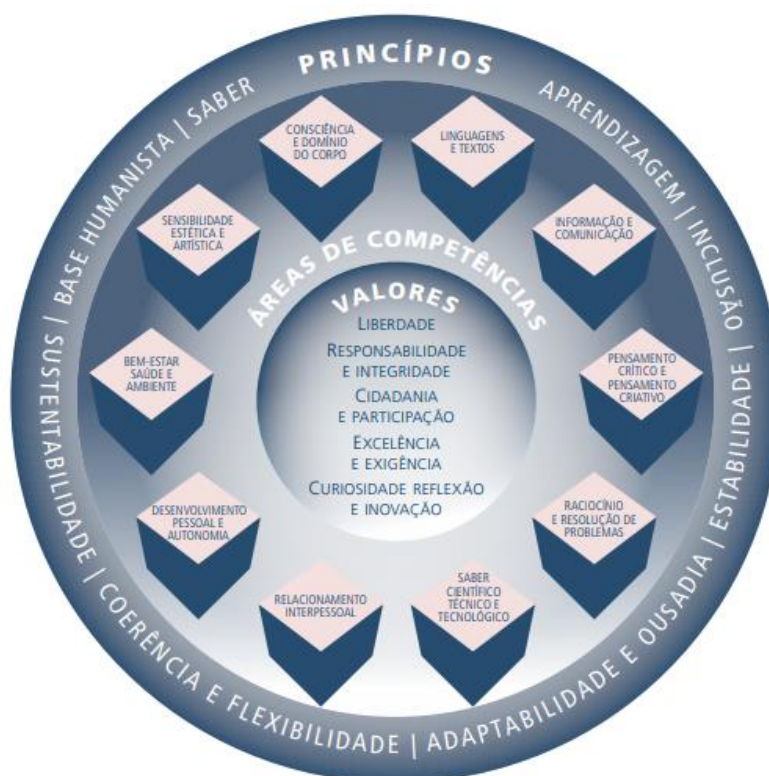 PRINCÍPIOS
APRENDIZAGEM | INCLUSÃO | ESTABILIDADE | ADAPTABILIDADE E OUSADIA | COERÊNCIA E FLEXIBILIDADE | SUSTENTABILIDADE | BASE HUMANISTA | SABER
ÁREAS DE COMPETÊNCIAS
LINGUAGENS
E TEXTOS
INFORMAÇÃO E
COMUNICAÇÃO
PENSAMENTO
CRÍTICO E
PENSAMENTO
CRIATIVO
RACIOCÍNIO
E RESOLUÇÃO DE
PROBLEMAS
SABER
CIENTÍFICO
TÉCNICO E
TECNOLÓGICO
RELACIONAMENTO
INTERPESSOAL
DESENVOLVIMENTO
PESSOAL E
AUTONOMIA
BEM-ESTAR
SAÚDE E
AMBIENTE
SENSIBILIDADE
ESTÉTICA E
ARTÍSTICA
CONSCIÊNCIA
E DOMÍNIO
DO CORPO
VALORES
LIBERDADE
RESPONSABILIDADE
E INTEGRIDADE
CIDADANIA
E PARTICIPAÇÃO
EXCELÊNCIA
E EXIGÊNCIA
CURIOSIDADE REFLEXÃO
E INOVAÇÃO